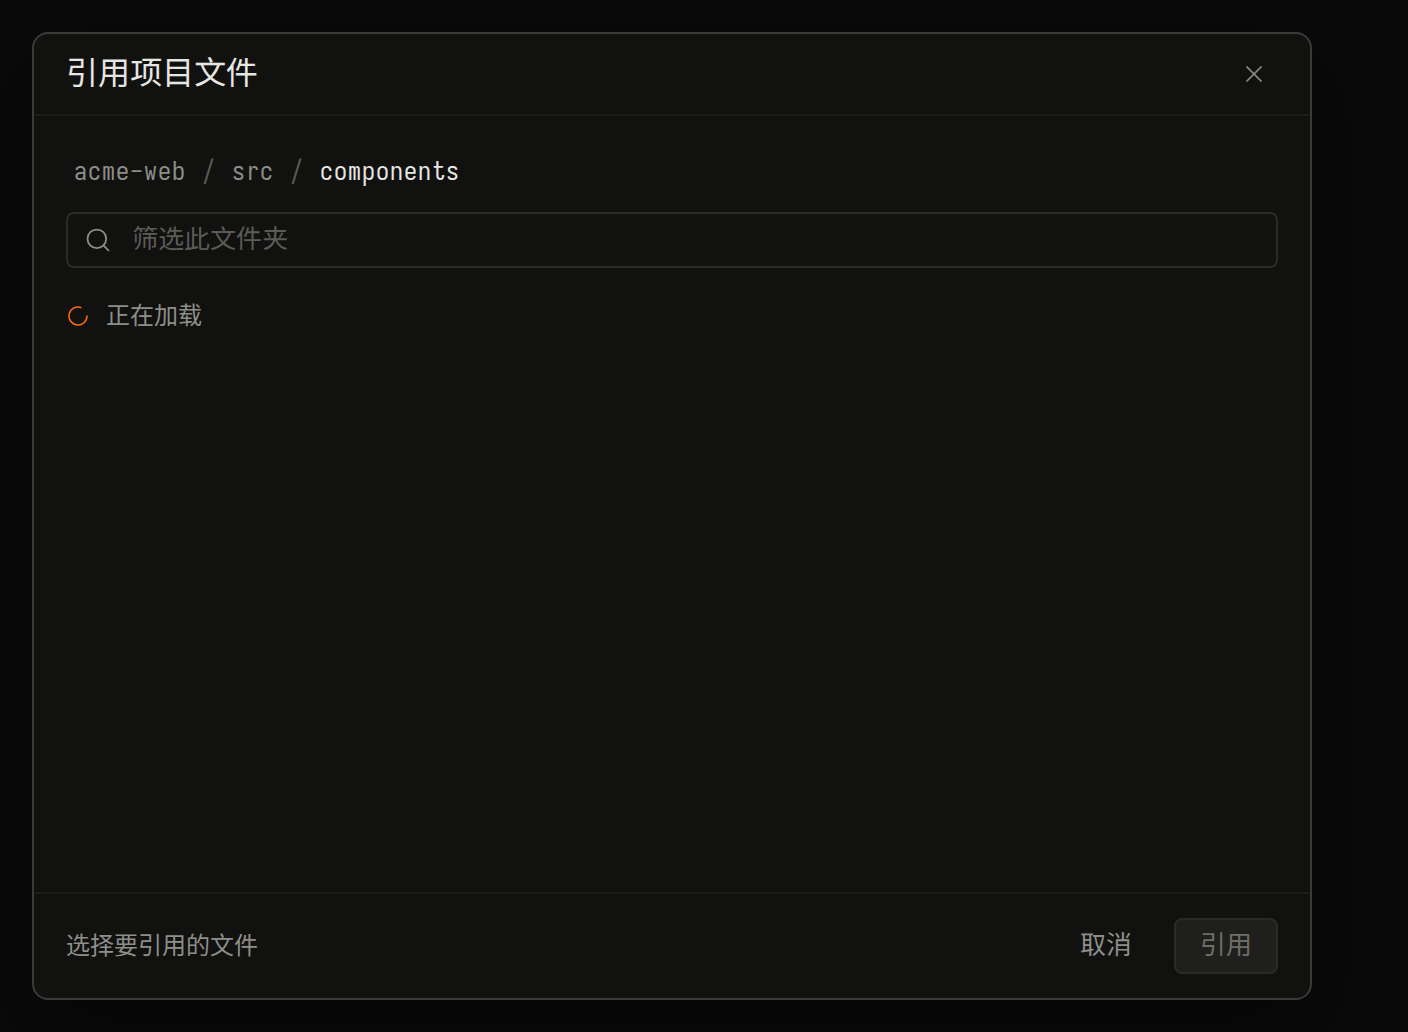 引用项目文件
acme-web / src / components
筛选此文件夹
正在加载
选择要引用的文件
取消
引用